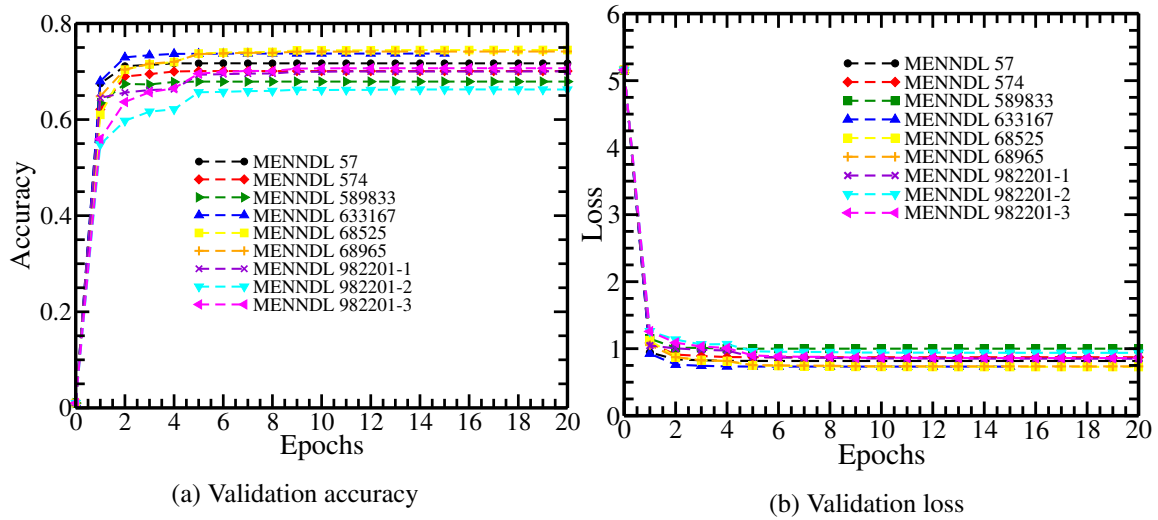 0.8
0.6
0.4
0.2
0
Accuracy
MENNDL 57
MENNDL 574
MENNDL 589833
MENNDL 633167
MENNDL 68525
MENNDL 68965
MENNDL 982201-1
MENNDL 982201-2
MENNDL 982201-3
0 2 4 6 8 10 12 14 16 18 20
Epochs
(a) Validation accuracy
6
5
4
3
2
1
0
Loss
MENNDL 57
MENNDL 574
MENNDL 589833
MENNDL 633167
MENNDL 68525
MENNDL 68965
MENNDL 982201-1
MENNDL 982201-2
MENNDL 982201-3
0 2 4 6 8 10 12 14 16 18 20
Epochs
(b) Validation loss